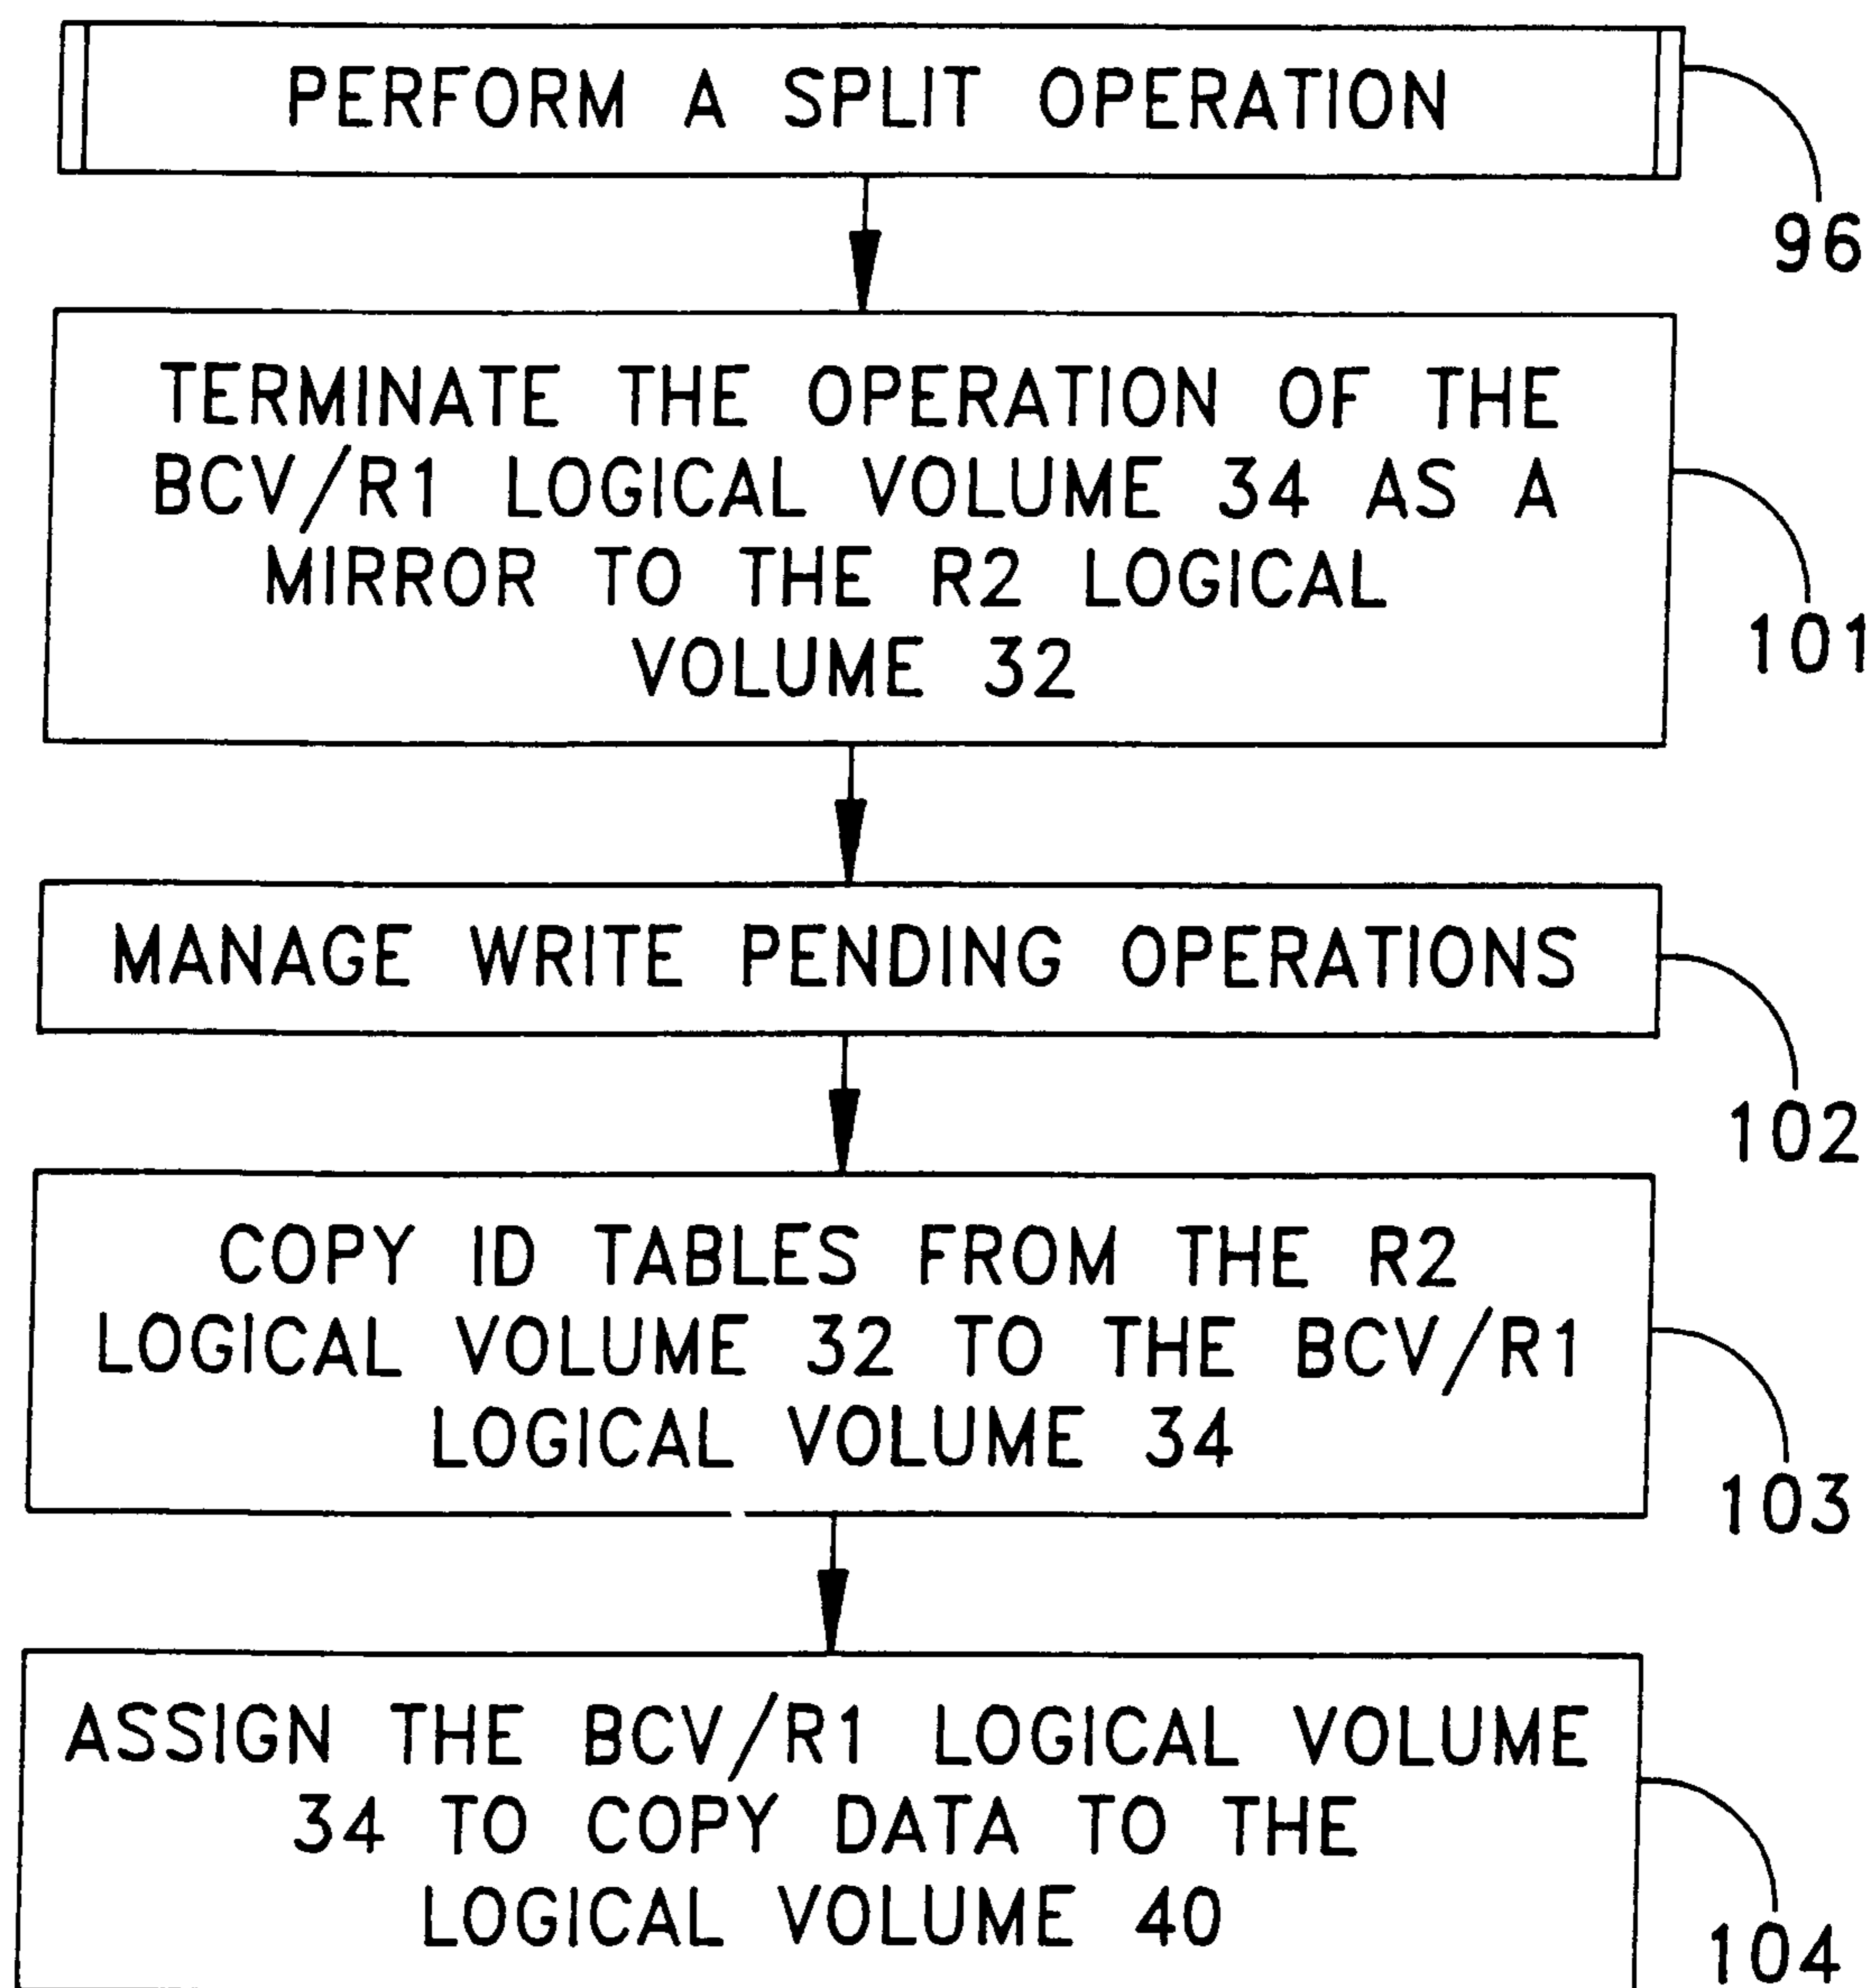 PERFORM A SPLIT OPERATION
96
TERMINATE THE OPERATION OF THE
BCV/R1 LOGICAL VOLUME 34 AS A
MIRROR TO THE R2 LOGICAL
VOLUME 32
101
MANAGE WRITE PENDING OPERATIONS
102
COPY ID TABLES FROM THE R2
LOGICAL VOLUME 32 TO THE BCV/R1
LOGICAL VOLUME 34
103
ASSIGN THE BCV/R1 LOGICAL VOLUME
34 TO COPY DATA TO THE
LOGICAL VOLUME 40
104